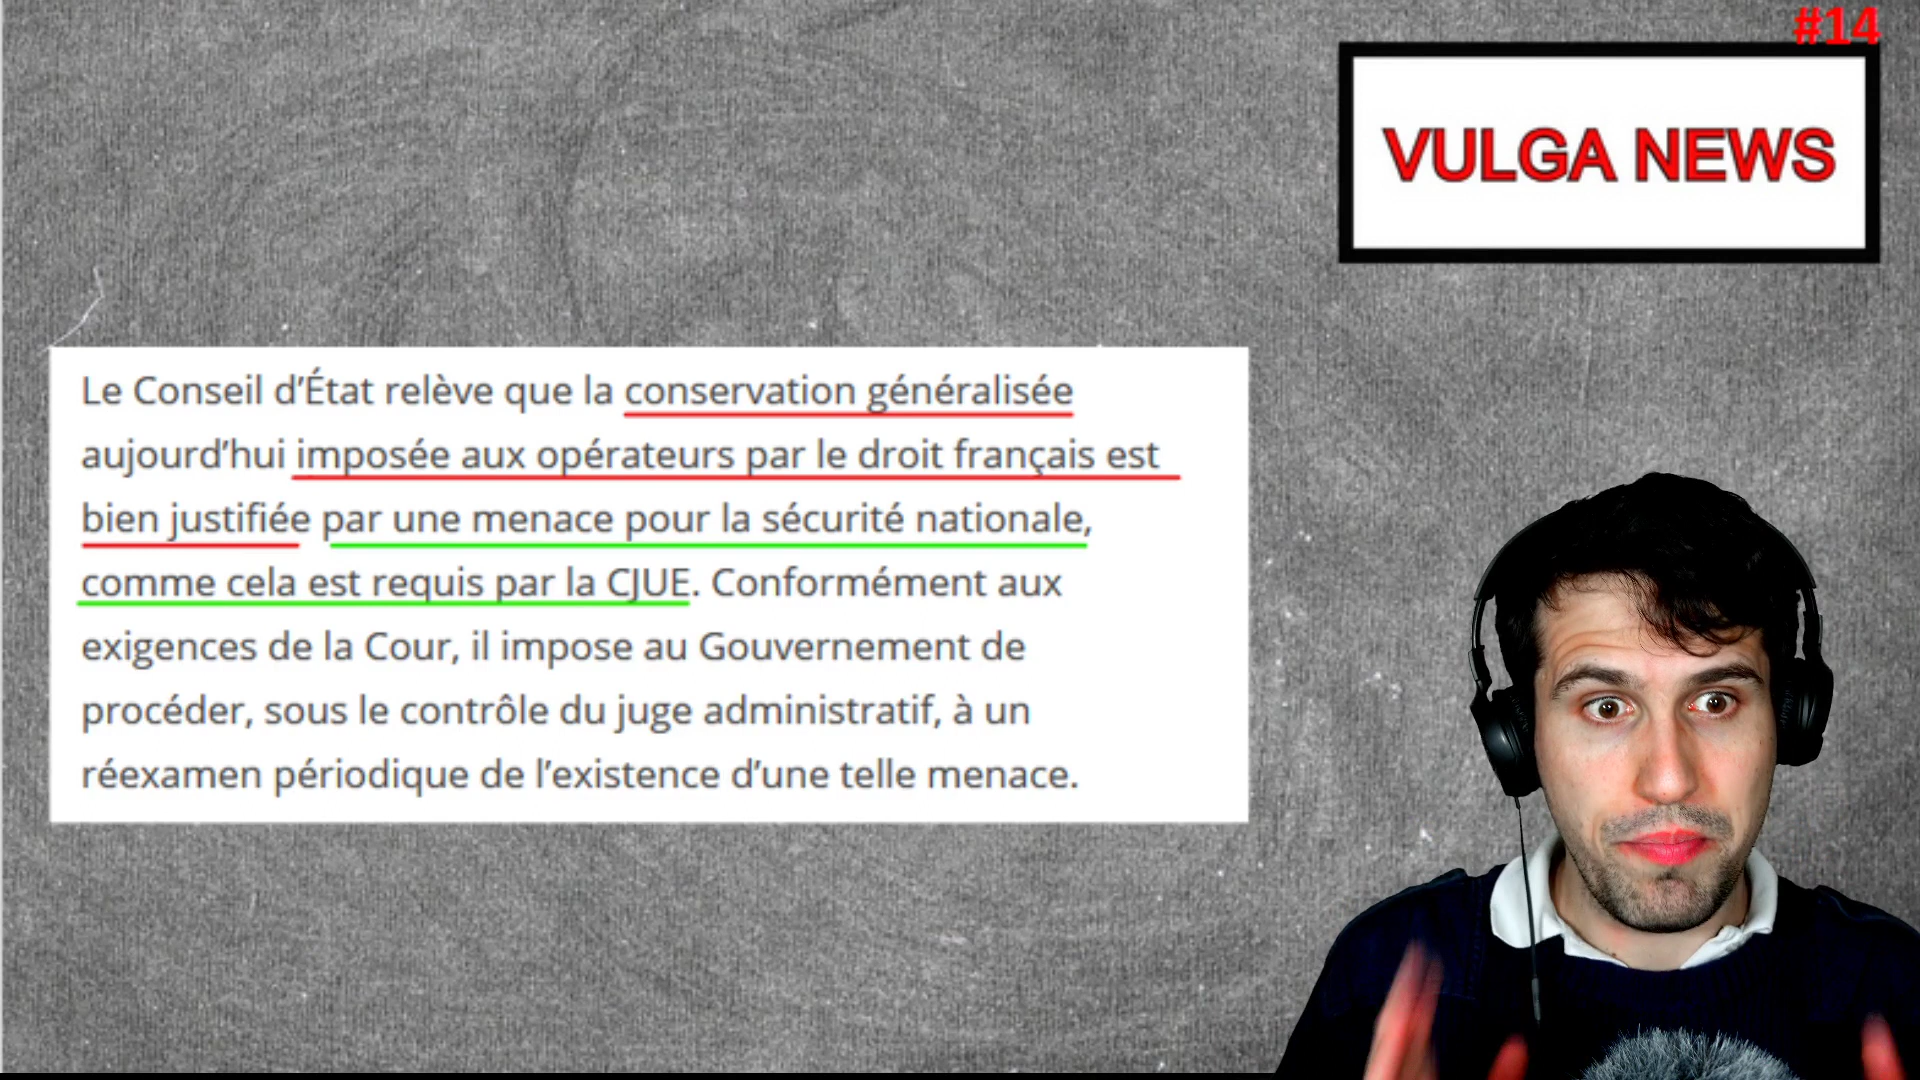 #14
VULGA NEWS
Le Conseil d’État relève que la conservation généralisée
aujourd’hui imposée aux opérateurs par le droit français est
bien justifiée par une menace pour la sécurité nationale,
comme cela est requis par la CJUE. Conformément aux
exigences de la Cour, il impose au Gouvernement de
procéder, sous le contrôle du juge administratif, à un
réexamen périodique de l’existence d’une telle menace.